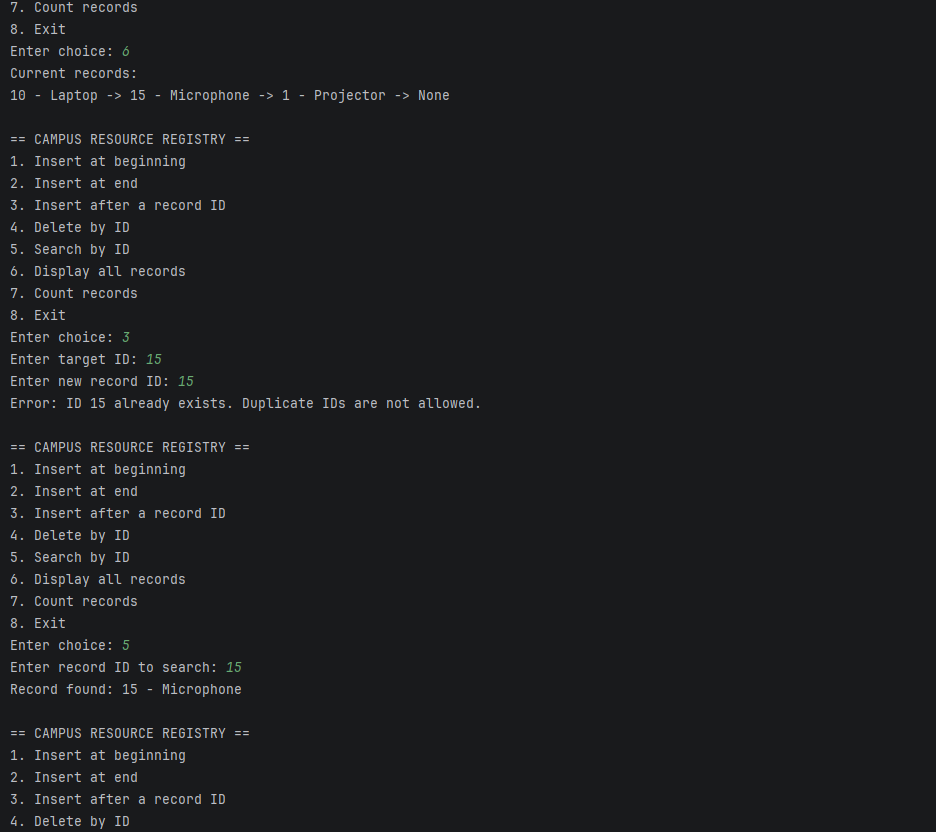 7. Count records
8. Exit
Enter choice: 6
Current records:
10 - Laptop -> 15 - Microphone -> 1 - Projector -> None
== CAMPUS RESOURCE REGISTRY ==
1. Insert at beginning
2. Insert at end
3. Insert after a record ID
4. Delete by ID
5. Search by ID
6. Display all records
7. Count records
8. Exit
Enter choice: 3
Enter target ID: 15
Enter new record ID: 15
Error: ID 15 already exists. Duplicate IDs are not allowed.
== CAMPUS RESOURCE REGISTRY ==
1. Insert at beginning
2. Insert at end
3. Insert after a record ID
4. Delete by ID
5. Search by ID
6. Display all records
7. Count records
8. Exit
Enter choice: 5
Enter record ID to search: 15
Record found: 15 - Microphone
== CAMPUS RESOURCE REGISTRY ==
1. Insert at beginning
2. Insert at end
3. Insert after a record ID
4. Delete by ID